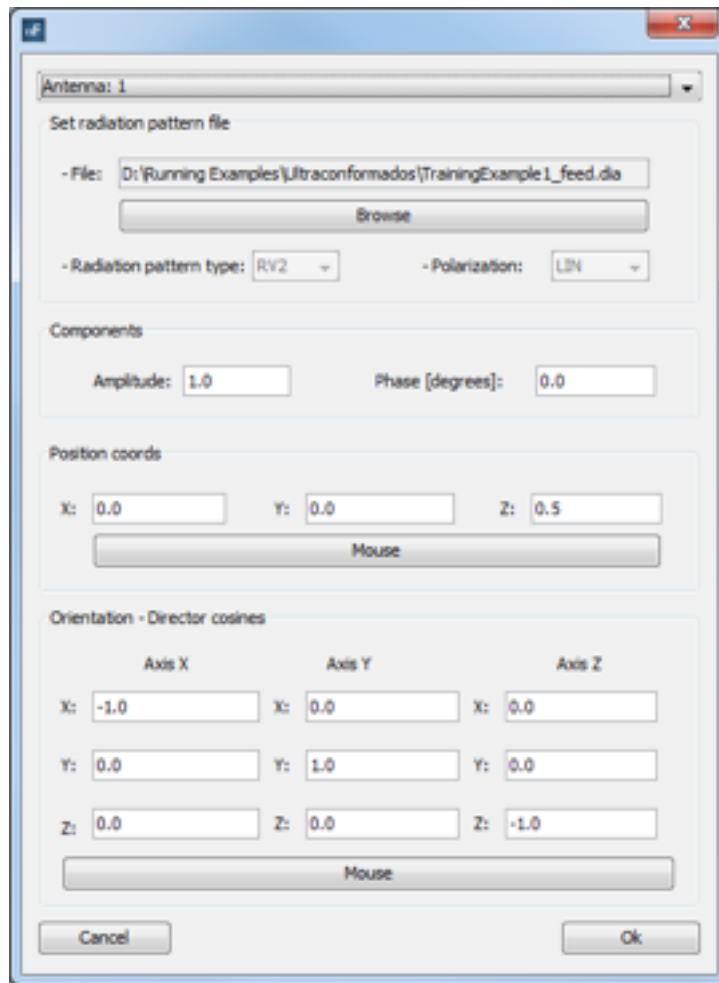 Antenna: 1
Set radiation pattern file
- File: D:\Running Examples\Ultraconformados\TrainingExample1_feed.dia
Browse
- Radiation pattern type: RV2 - Polarization: LIN
Components
Amplitude: 1.0 Phase [degrees]: 0.0
Position coords
X: 0.0 Y: 0.0 Z: 0.5
Mouse
Orientation - Director cosines
Axis X Axis Y Axis Z
X: -1.0 X: 0.0 X: 0.0
Y: 0.0 Y: 1.0 Y: 0.0
Z: 0.0 Z: 0.0 Z: -1.0
Mouse
Cancel Ok